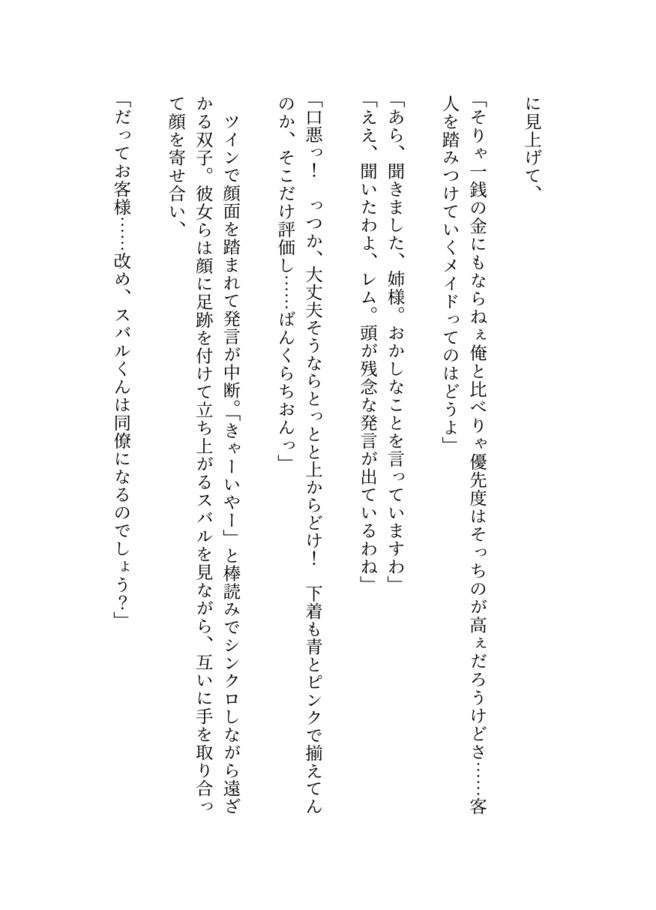 に見上げて、
「そりゃ一銭の金にもならねぇ俺と比べりゃ優先度はそっちのが高ぇだろうけどさ……客
人を踏みつけていくメイドってのはどうよ」
「あら、聞きました、姉様。おかしなことを言っていますわ」
「ええ、聞いたわよ、レム。頭が残念な発言が出ているわね」
「口悪っ！　っつか、大丈夫そうならとっとと上からどけ！　下着も青とピンクで揃えてん
のか、そこだけ評価し……ばんくらちおんっ」
　ツインで顔面を踏まれて発言が中断。「きゃーいやー」と棒読みでシンクロしながら遠ざ
かる双子。彼女らは顔に足跡を付けて立ち上がるスバルを見ながら、互いに手を取り合っ
て顔を寄せ合い、
「だってお客様……改め、スバルくんは同僚になるのでしょう？」